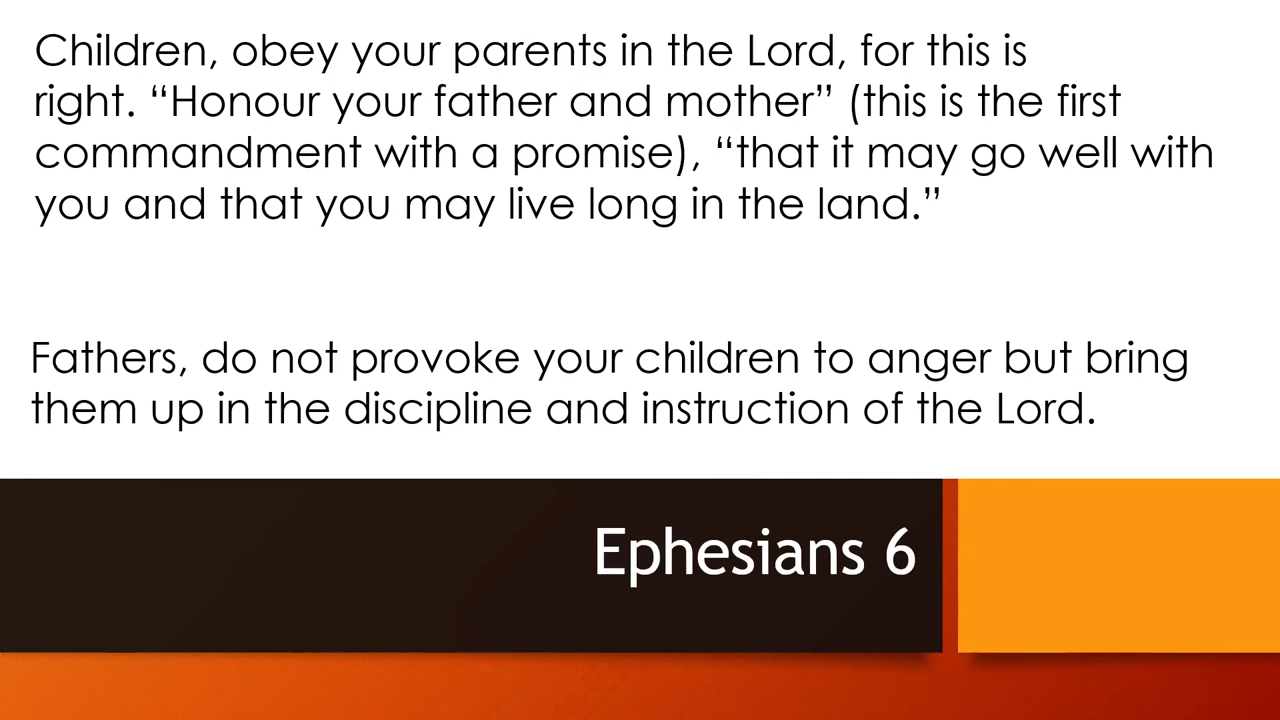 Children, obey your parents in the Lord, for this is
right. “Honour your father and mother” (this is the first
commandment with a promise), “that it may go well with
you and that you may live long in the land.”
Fathers, do not provoke your children to anger but bring
them up in the discipline and instruction of the Lord.
Ephesians 6